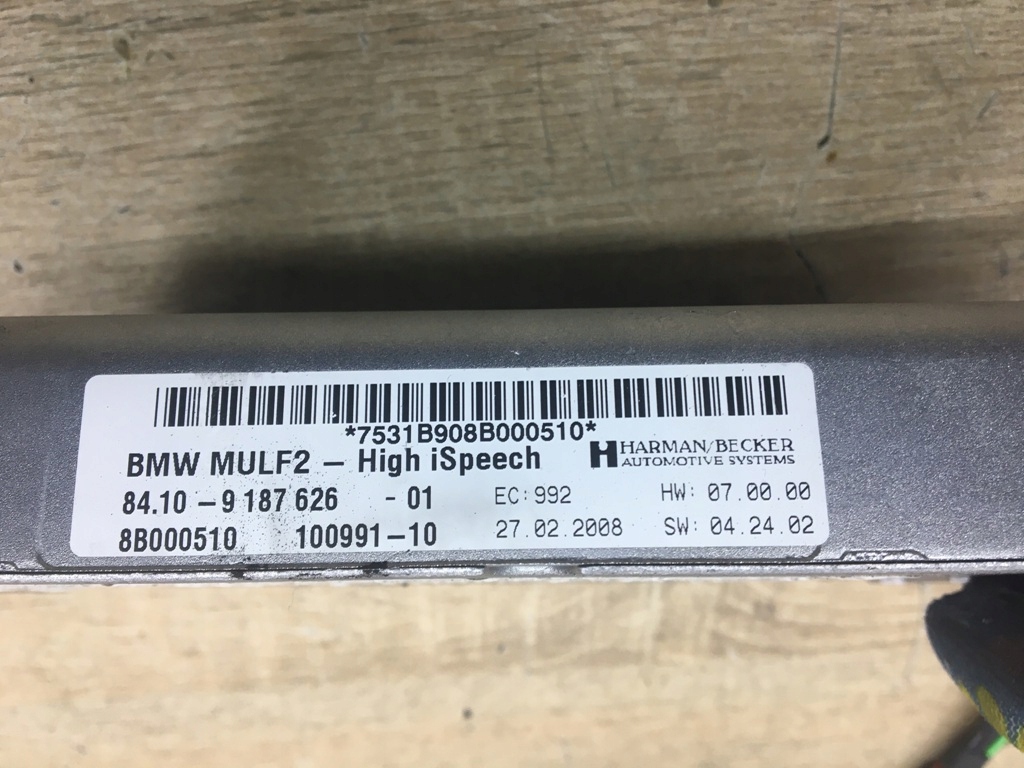 *7531B908B000510*
BMW MULF2 – High iSpeech
HARMAN/BECKER
AUTOMOTIVE SYSTEMS
84.10 – 9 187 626 - 01 EC: 992 HW: 07.00.00
8B000510 100991–10 27.02.2008 SW: 04.24.02